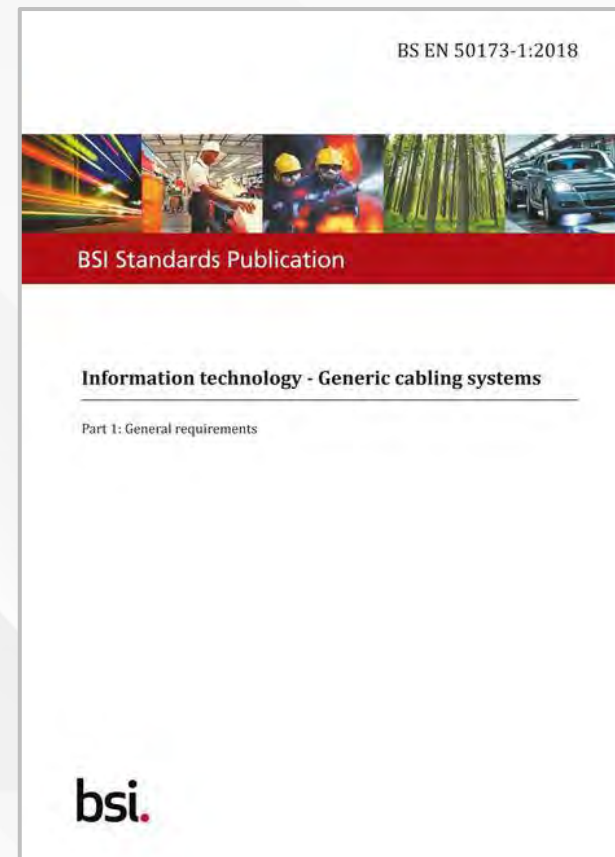 BS EN 50173-1:2018
BSI Standards Publication
Information technology - Generic cabling systems
Part 1: General requirements
bsi.